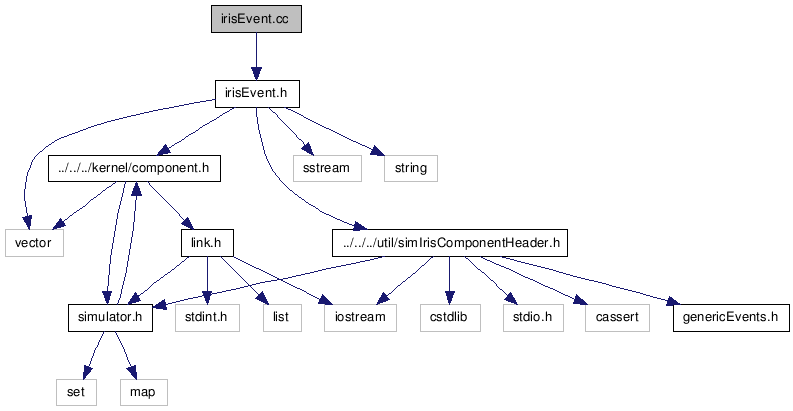 irisEvent.cc
irisEvent.h
../../../kernel/component.h
sstream
string
vector
link.h
../../../util/simIrisComponentHeader.h
simulator.h
stdint.h
list
iostream
cstdlib
stdio.h
cassert
genericEvents.h
set
map